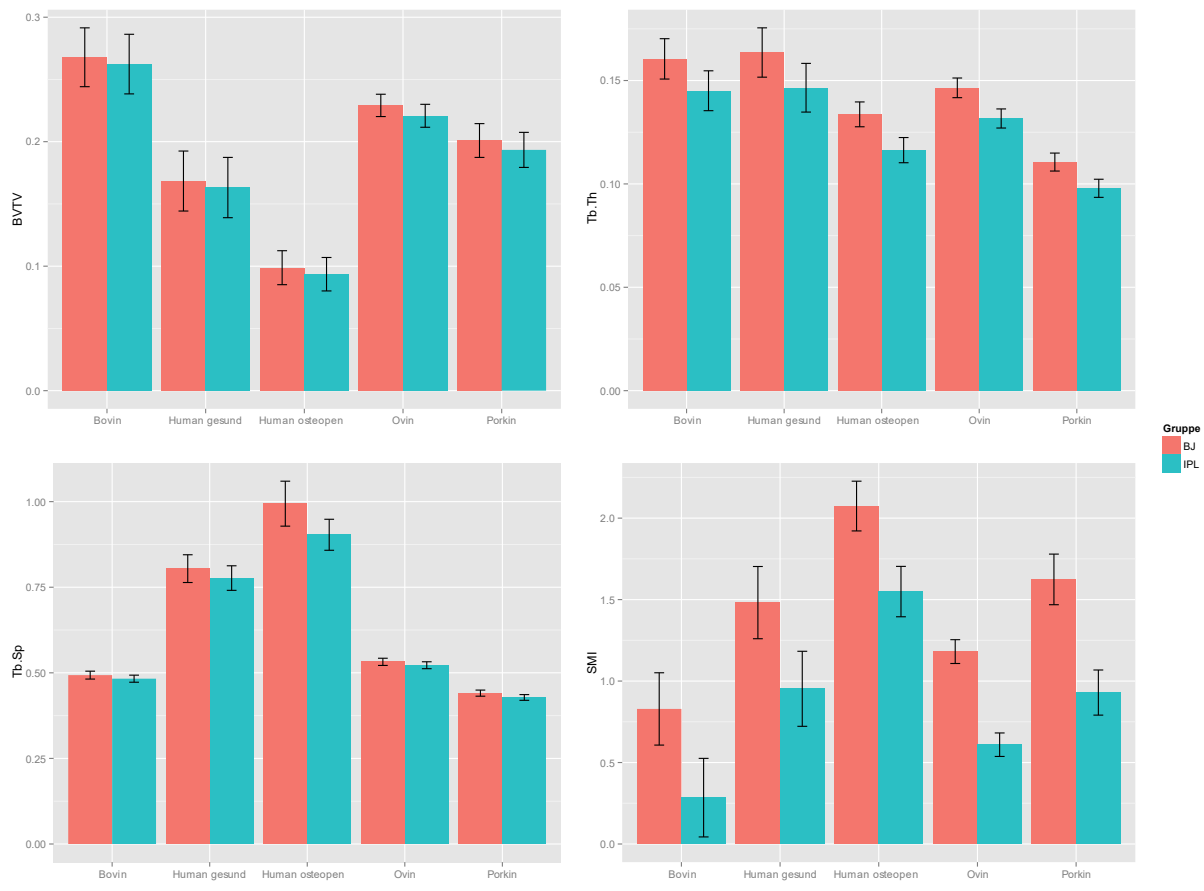 0.3
0.2
0.1
0.0
BVTV
Bovin Human gesund Human osteopen Ovin Porkin
0.15
0.10
0.05
0.00
Tb.Th
Bovin Human gesund Human osteopen Ovin Porkin
Gruppe
BJ
IPL
1.00
0.75
0.50
0.25
0.00
Tb.Sp
Bovin Human gesund Human osteopen Ovin Porkin
2.0
1.5
1.0
0.5
0.0
SMI
Bovin Human gesund Human osteopen Ovin Porkin